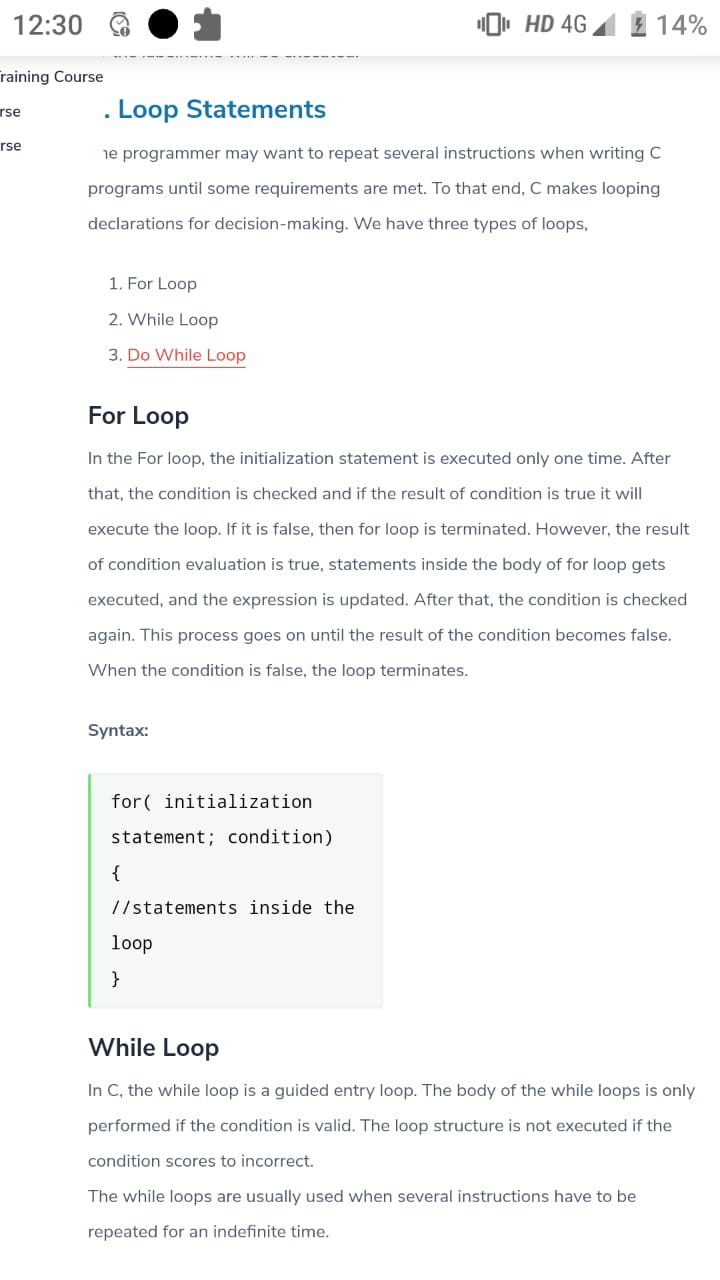 12:30 HD 4G 14%
raining Course
rse
. Loop Statements
rse
he programmer may want to repeat several instructions when writing C
programs until some requirements are met. To that end, C makes looping
declarations for decision-making. We have three types of loops,
1. For Loop
2. While Loop
3. Do While Loop
For Loop
In the For loop, the initialization statement is executed only one time. After
that, the condition is checked and if the result of condition is true it will
execute the loop. If it is false, then for loop is terminated. However, the result
of condition evaluation is true, statements inside the body of for loop gets
executed, and the expression is updated. After that, the condition is checked
again. This process goes on until the result of the condition becomes false.
When the condition is false, the loop terminates.
Syntax:
for( initialization
statement; condition)
{
//statements inside the
loop
}
While Loop
In C, the while loop is a guided entry loop. The body of the while loops is only
performed if the condition is valid. The loop structure is not executed if the
condition scores to incorrect.
The while loops are usually used when several instructions have to be
repeated for an indefinite time.